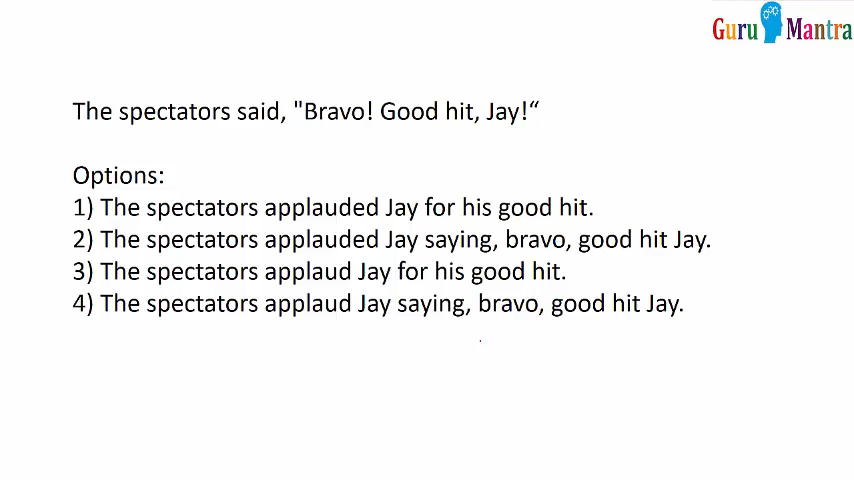 Guru Mantra
The spectators said, "Bravo! Good hit, Jay!“
Options:
1) The spectators applauded Jay for his good hit.
2) The spectators applauded Jay saying, bravo, good hit Jay.
3) The spectators applaud Jay for his good hit.
4) The spectators applaud Jay saying, bravo, good hit Jay.